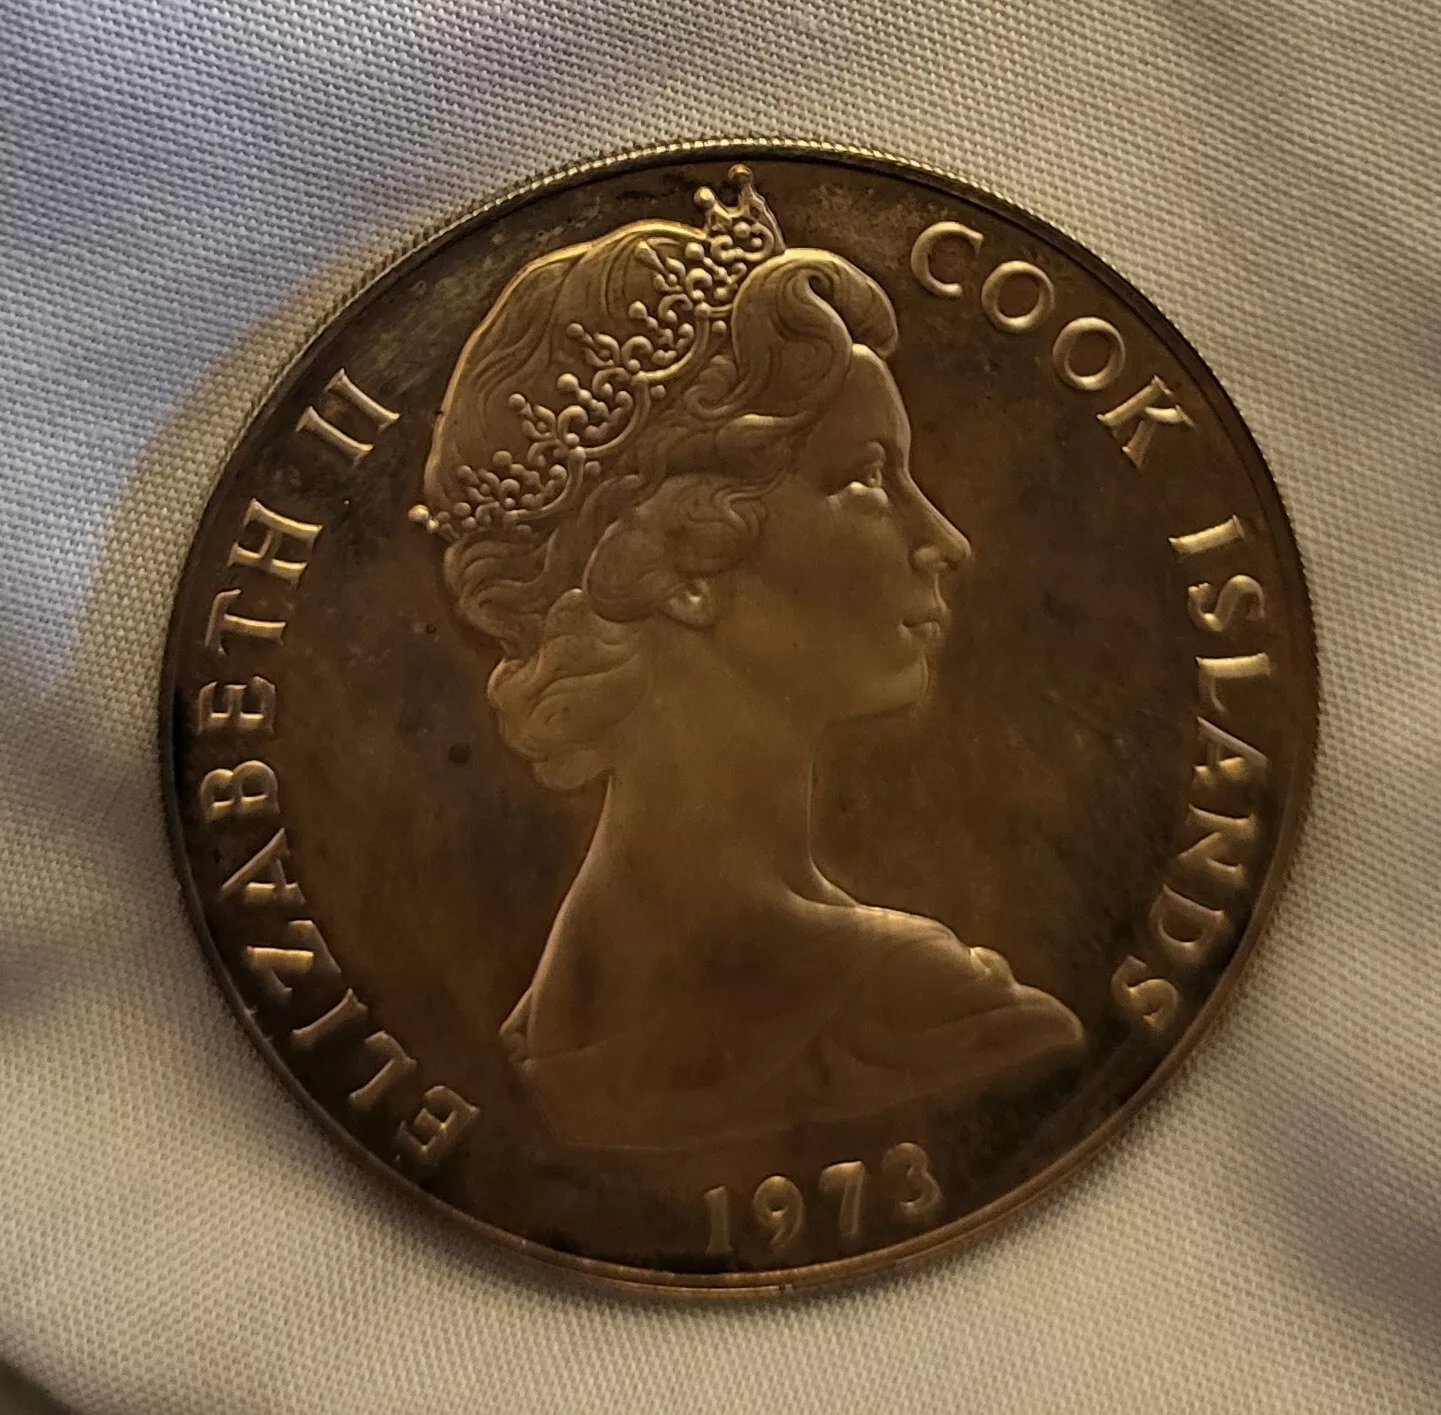 ELIZABETH II
COOK ISLANDS
1973